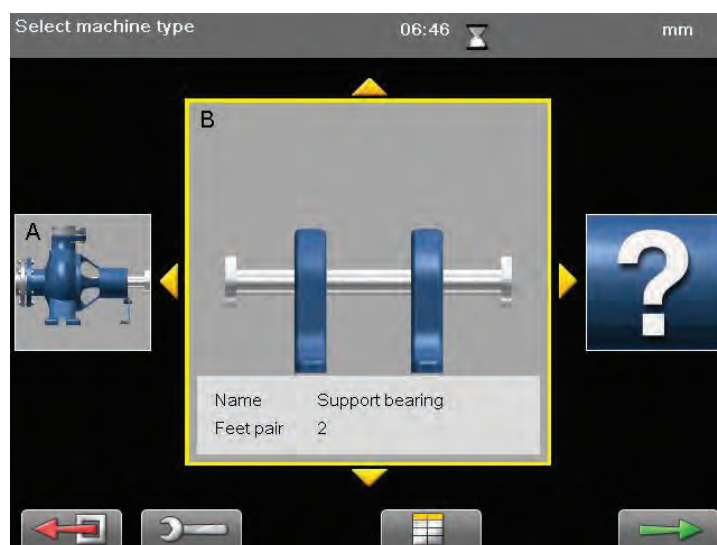 Select machine type 06:46 mm
B
A
?
Name Support bearing
Feet pair 2